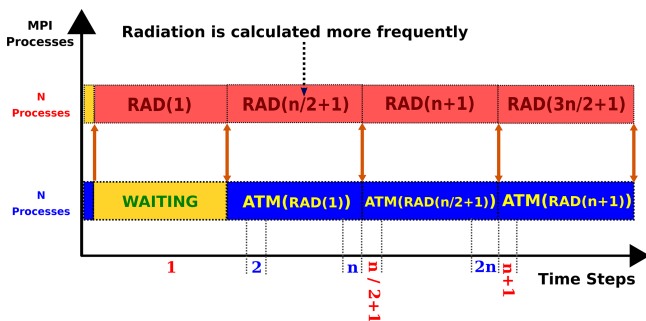 MPI
Processes
Radiation is calculated more frequently
N
Processes
RAD(1)
RAD(n/2+1)
RAD(n+1)
RAD(3n/2+1)
N
Processes
WAITING
ATM(RAD(1))
ATM(RAD(n/2+1))
ATM(RAD(n+1))
1
2
n
n / 2+1
2n
n+1
Time Steps